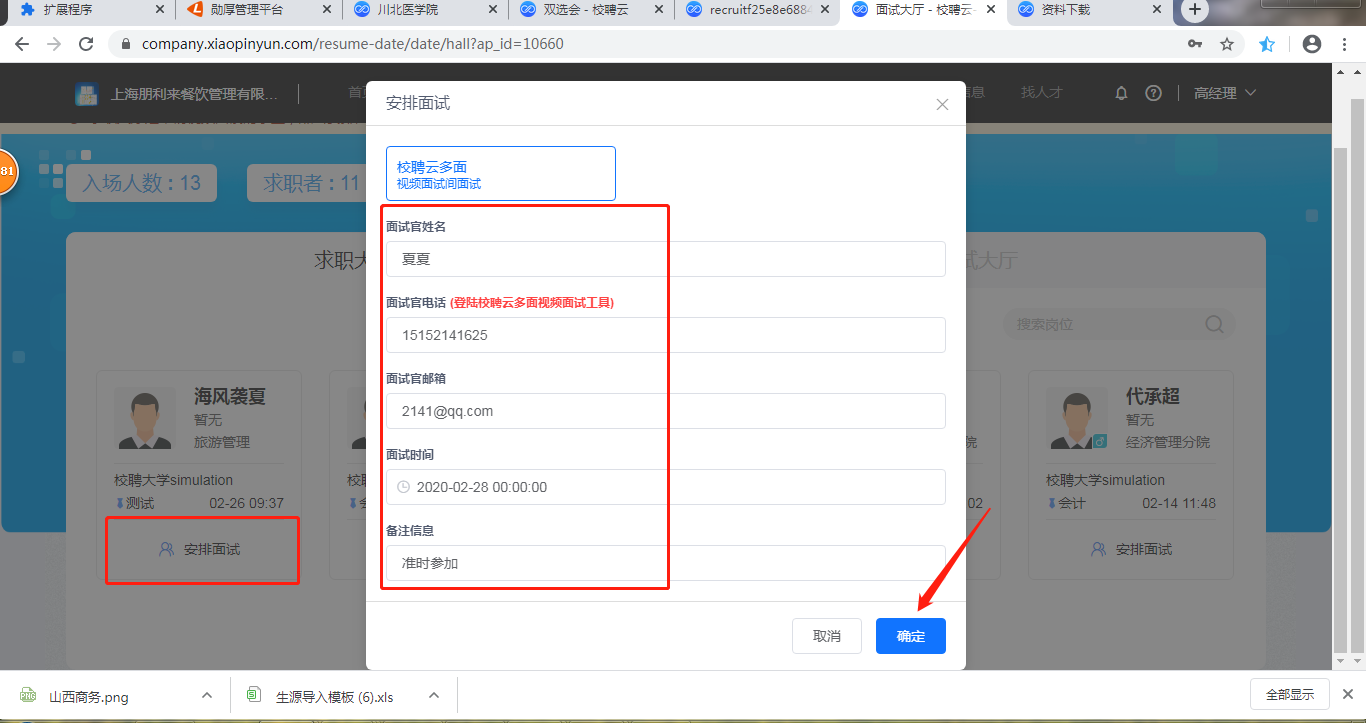 扩展程序
勋厚管理平台
川北医学院
双选会 - 校聘云
recruitf25e8e6884
面试大厅 - 校聘云
资料下载
company.xiaopinyun.com/resume-date/date/hall?ap_id=10660
上海朋利来餐饮管理有限...
找人才
高经理
安排面试
81
入场人数 : 13
求职者 : 11
校聘云多面
视频面试间面试
面试官姓名
夏夏
面试官电话 (登陆校聘云多面视频面试工具)
15152141625
面试官邮箱
2141@qq.com
面试时间
2020-02-28 00:00:00
备注信息
准时参加
取消
确定
求职大
试大厅
搜索岗位
海风袭夏
暂无
旅游管理
校聘大学simulation
测试 02-26 09:37
安排面试
代承超
暂无
经济管理分院
校聘大学simulation
会计 02-14 11:48
安排面试
山西商务.png
生源导入模板 (6).xls
全部显示